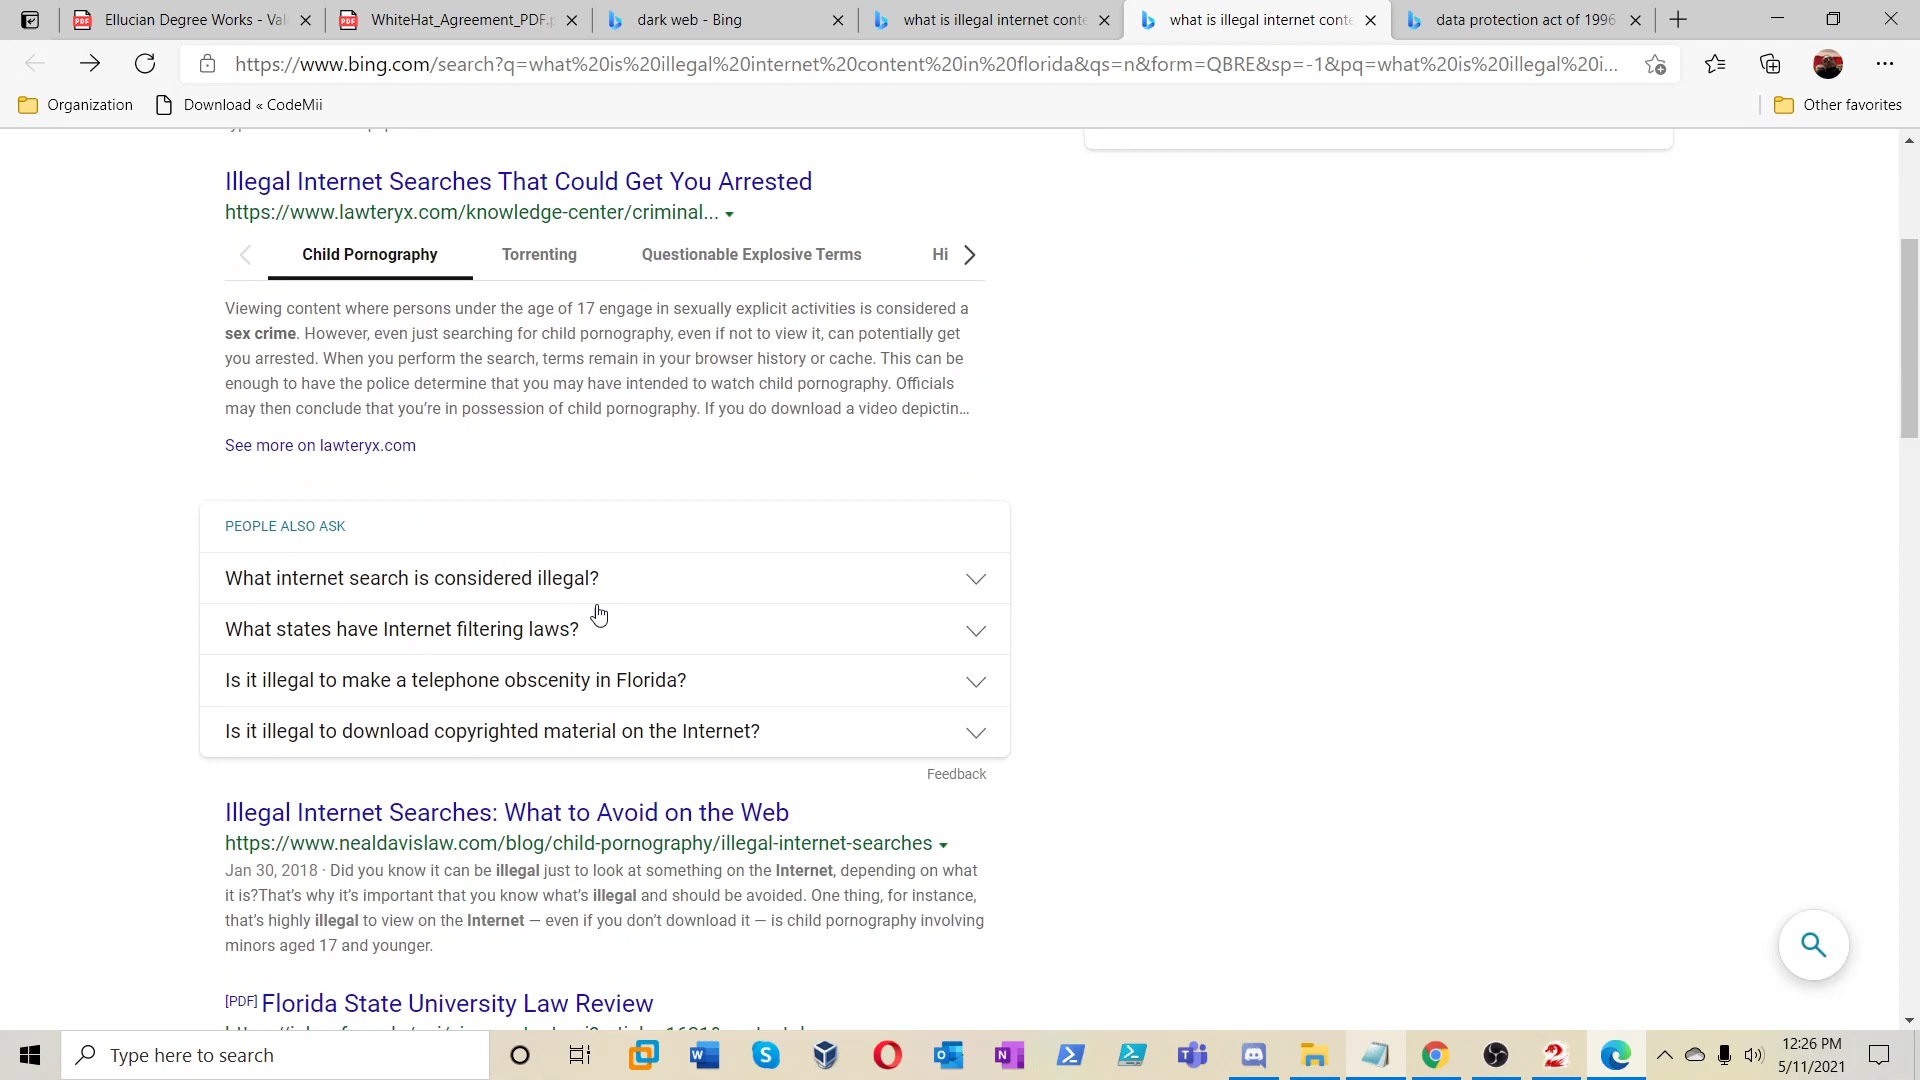 Ellucian Degree Works - Val
WhiteHat_Agreement_PDF.p
dark web - Bing
what is illegal internet conte
what is illegal internet conte
data protection act of 1996
https://www.bing.com/search?q=what%20is%20illegal%20internet%20content%20in%20florida&qs=n&form=QBRE&sp=-1&pq=what%20is%20illegal%20i...
Organization
Download « CodeMii
Other favorites
Illegal Internet Searches That Could Get You Arrested
https://www.lawteryx.com/knowledge-center/criminal...
Child Pornography
Torrenting
Questionable Explosive Terms
Hi
Viewing content where persons under the age of 17 engage in sexually explicit activities is considered a
sex crime. However, even just searching for child pornography, even if not to view it, can potentially get
you arrested. When you perform the search, terms remain in your browser history or cache. This can be
enough to have the police determine that you may have intended to watch child pornography. Officials
may then conclude that you're in possession of child pornography. If you do download a video depictin...
See more on lawteryx.com
PEOPLE ALSO ASK
What internet search is considered illegal?
What states have Internet filtering laws?
Is it illegal to make a telephone obscenity in Florida?
Is it illegal to download copyrighted material on the Internet?
Feedback
Illegal Internet Searches: What to Avoid on the Web
https://www.nealdavislaw.com/blog/child-pornography/illegal-internet-searches
Jan 30, 2018 · Did you know it can be illegal just to look at something on the Internet, depending on what
it is?That's why it's important that you know what's illegal and should be avoided. One thing, for instance,
that's highly illegal to view on the Internet — even if you don't download it — is child pornography involving
minors aged 17 and younger.
[PDF] Florida State University Law Review
Type here to search
12:26 PM
5/11/2021